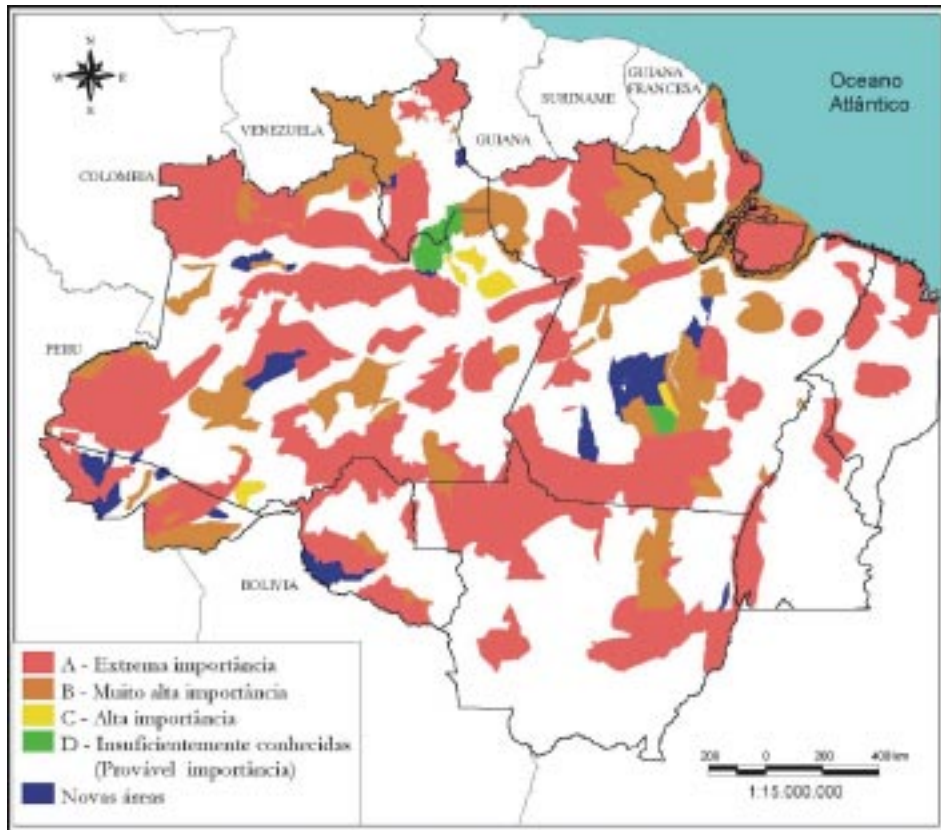 N
W E
S
Oceano
Atlântico
GUIANA
FRANCESA
SURINAME
GUIANA
VENEZUELA
COLOMBIA
PERU
BOLIVIA
A - Extrema importância
B - Muito alta importância
C - Alta importância
D - Insuficientemente conhecidas
(Provável importância)
Novas áreas
200 0 200 400 km
1:15.000.000